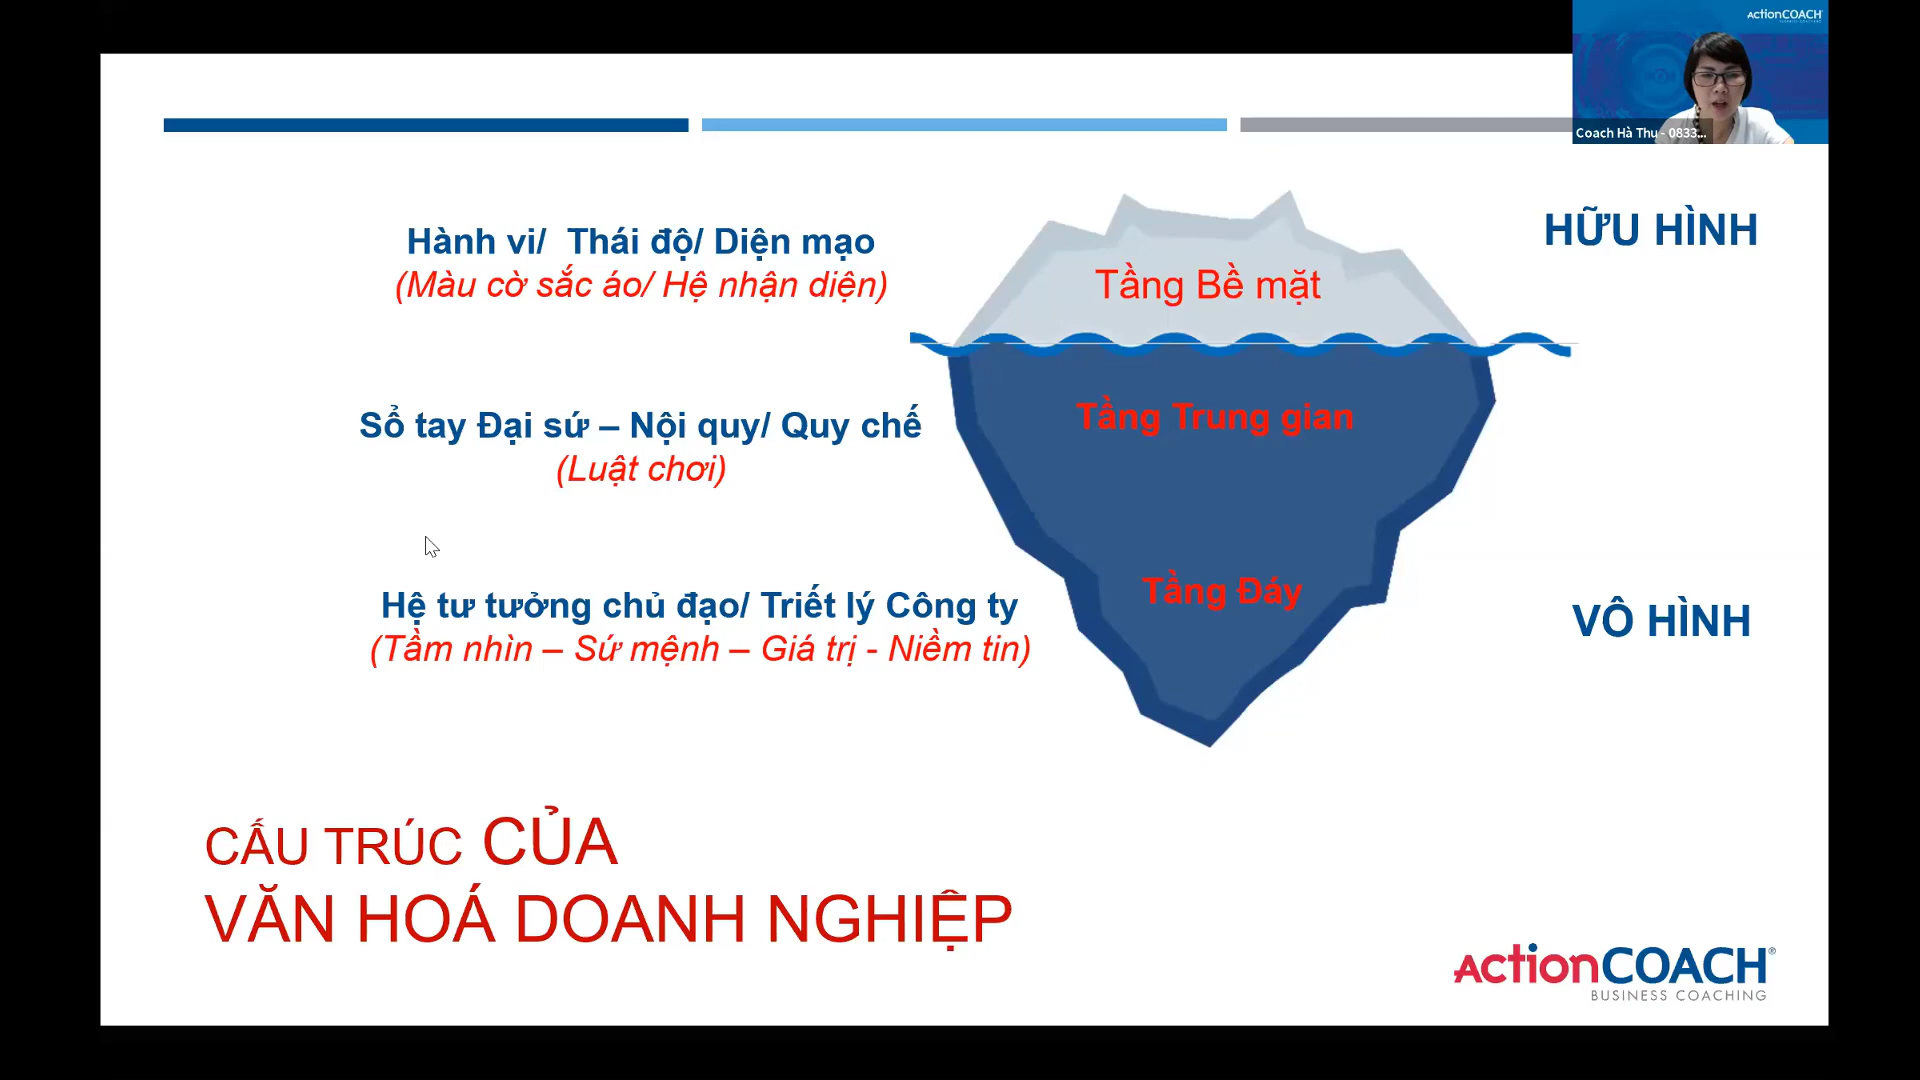 ActionCOACH
Coach Hà Thu - 0833...
HỮU HÌNH
Hành vi/ Thái độ/ Diện mạo
(Màu cờ sắc áo/ Hệ nhận diện)
Tầng Bề mặt
Sổ tay Đại sứ – Nội quy/ Quy chế
(Luật chơi)
Tầng Trung gian
Hệ tư tưởng chủ đạo/ Triết lý Công ty
(Tầm nhìn – Sứ mệnh – Giá trị - Niềm tin)
Tầng Đáy
VÔ HÌNH
CẤU TRÚC CỦA
VĂN HOÁ DOANH NGHIỆP
ActionCOACH®
BUSINESS COACHING